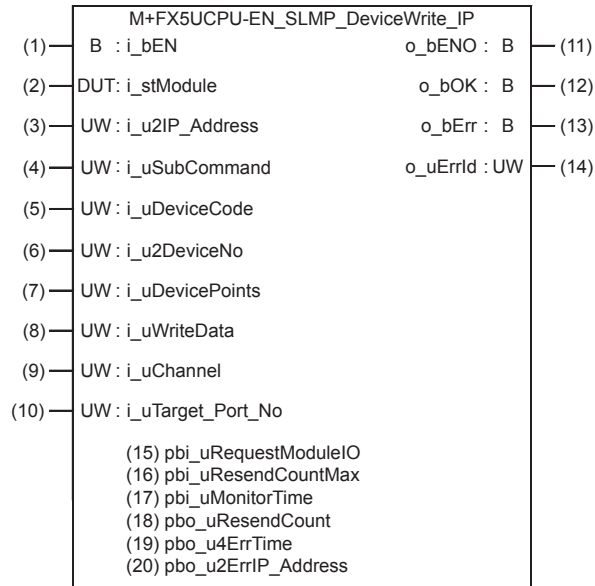 M+FX5UCPU-EN_SLMP_DeviceWrite_IP
(1) B : i_bEN o_bENO : B (11)
(2) DUT: i_stModule o_bOK : B (12)
(3) UW : i_u2IP_Address o_bErr : B (13)
(4) UW : i_uSubCommand o_uErrId : UW (14)
(5) UW : i_uDeviceCode
(6) UW : i_u2DeviceNo
(7) UW : i_uDevicePoints
(8) UW : i_uWriteData
(9) UW : i_uChannel
(10) UW : i_uTarget_Port_No
(15) pbi_uRequestModuleIO
(16) pbi_uResendCountMax
(17) pbi_uMonitorTime
(18) pbo_uResendCount
(19) pbo_u4ErrTime
(20) pbo_u2ErrIP_Address